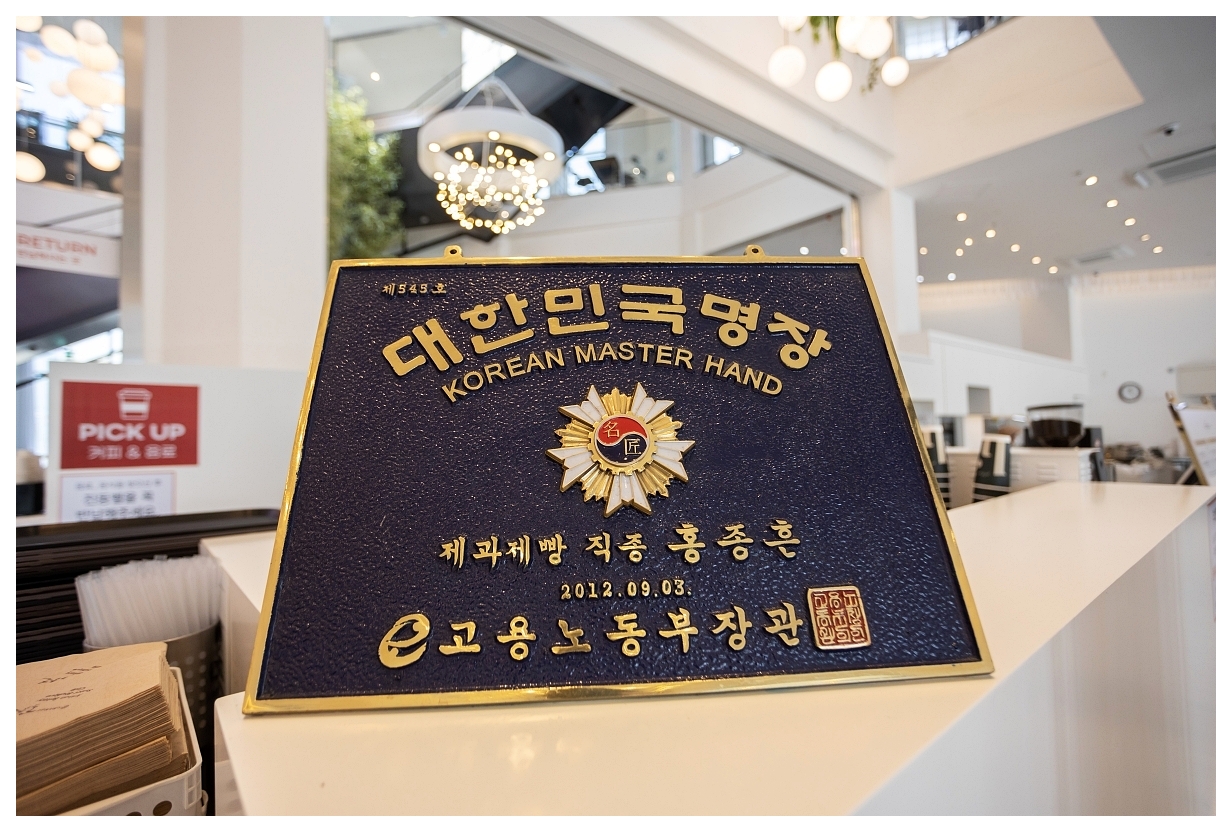 RETURN
PICK UP
커피 & 음료
제545호
대한민국명장
KOREAN MASTER HAND
名匠
제과제빵 직종 홍종흔
2012.09.03.
e고용노동부장관